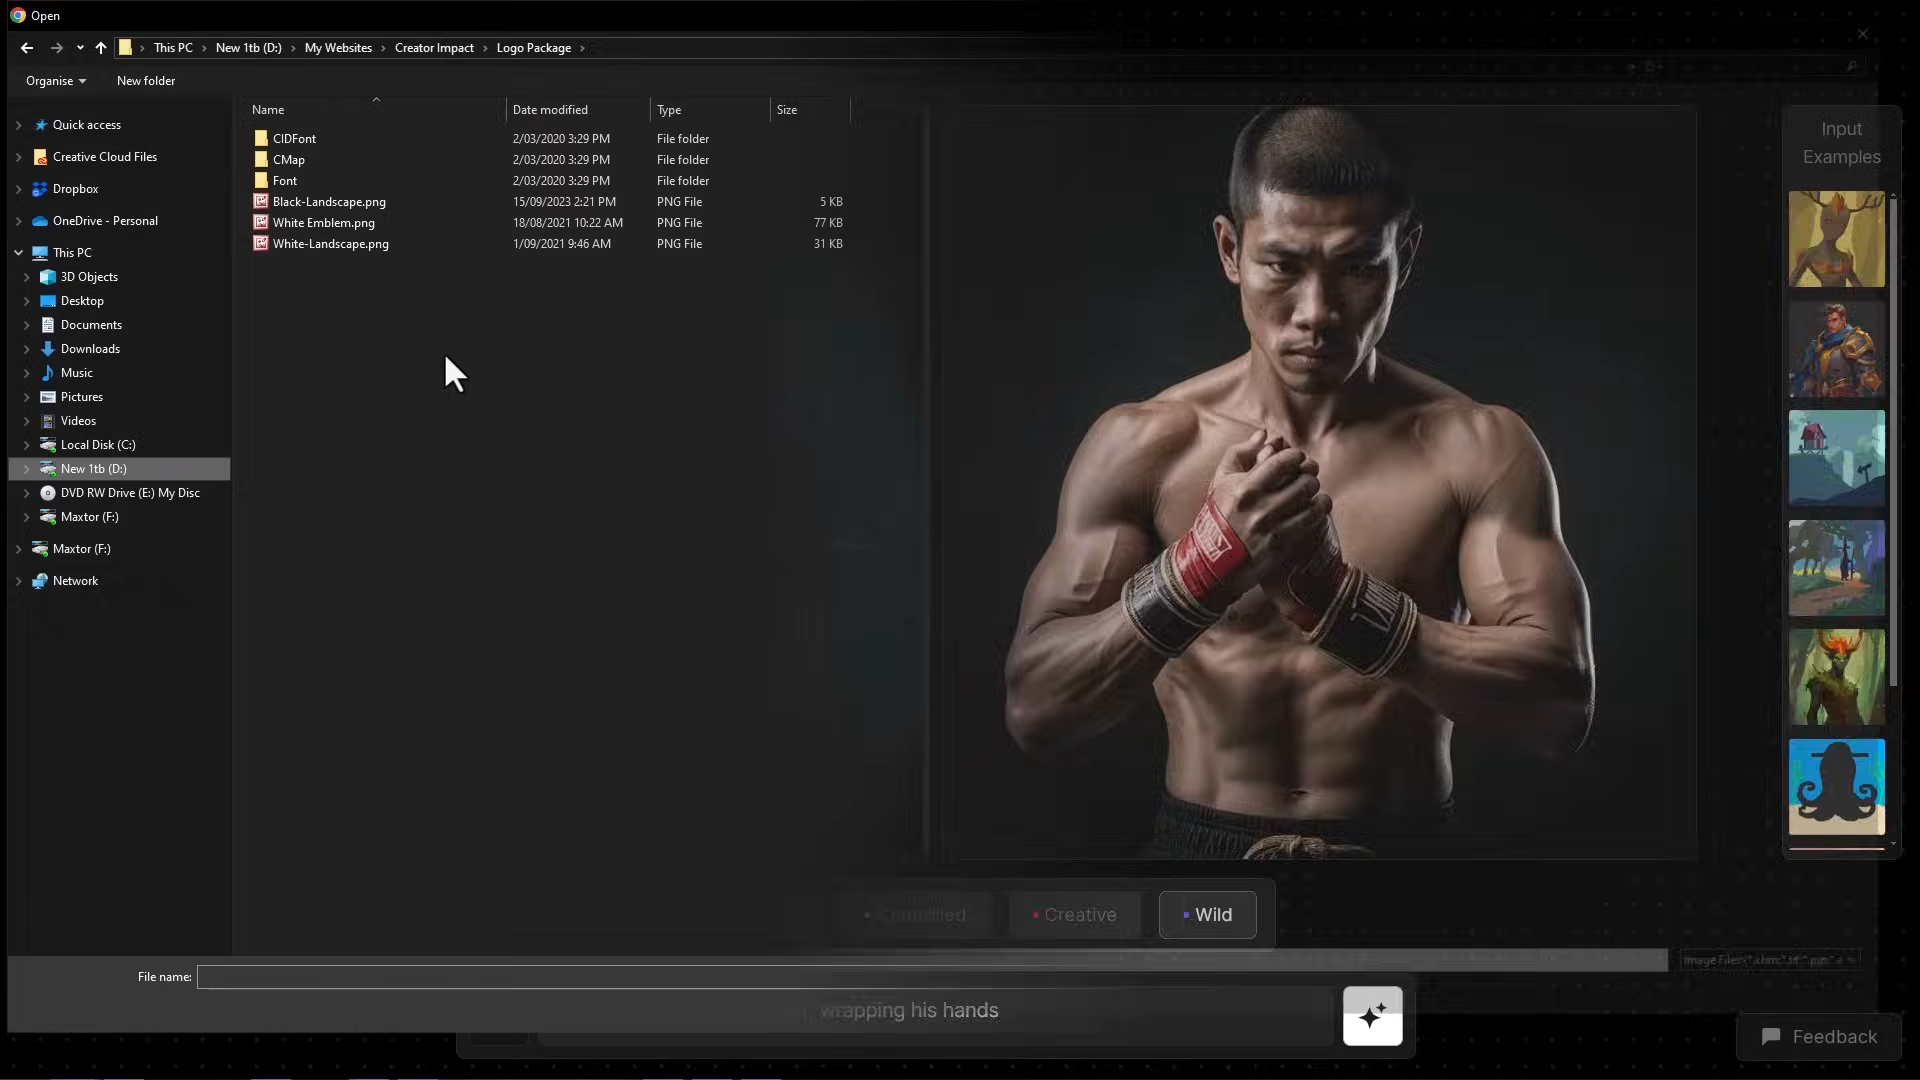 Open
This PC
New 1tb (D:)
My Websites
Creator Impact
Logo Package
Organise
New folder
Name
Date modified
Type
Size
CIDFont
2/03/2020 3:29 PM
File folder
CMap
2/03/2020 3:29 PM
File folder
Font
2/03/2020 3:29 PM
File folder
Black-Landscape.png
15/09/2023 2:21 PM
PNG File
5 KB
White Emblem.png
18/08/2021 10:22 AM
PNG File
77 KB
White-Landscape.png
1/09/2021 9:46 AM
PNG File
31 KB
Quick access
Creative Cloud Files
Dropbox
OneDrive - Personal
This PC
3D Objects
Desktop
Documents
Downloads
Music
Pictures
Videos
Local Disk (C:)
New 1tb (D:)
DVD RW Drive (E:) My Disc
Maxtor (F:)
Maxtor (F:)
Network
Input
Examples
Controlled
Creative
Wild
File name:
wrapping his hands
Feedback